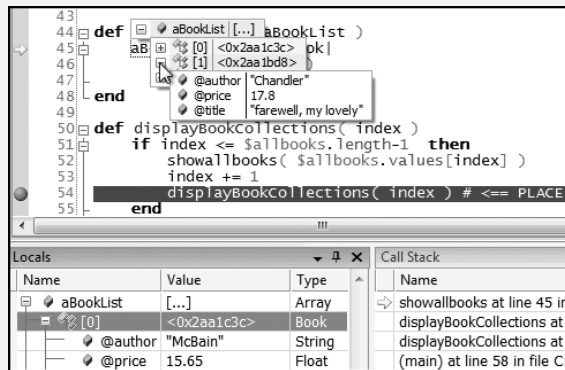 43
44 def aBookList [...] aBookList )
45 aB [0] <0x2aa1c3c> ok|
46 [1] <0x2aa1bd8> )
47 @author "Chandler"
48 end @price 17.8
49 @title "farewell, my lovely"
50 def displayBookCollections( index )
51 if index <= $allbooks.length-1 then
52 showallbooks( $allbooks.values[index] )
53 index += 1
54 displayBookCollections( index ) # <== PLACE
55 end
Locals
Name Value Type
aBookList [...] Array
[0] <0x2aa1c3c> Book
@author "McBain" String
@price 15.65 Float
Call Stack
Name
showallbooks at line 45 in
displayBookCollections at
displayBookCollections at
(main) at line 58 in file C: